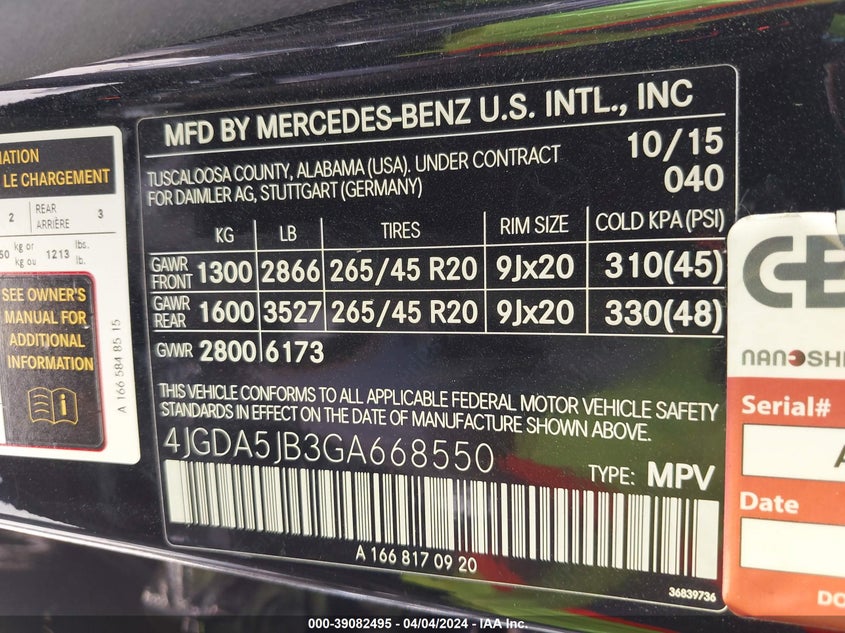 MATION
LE CHARGEMENT
2 REAR ARRIÈRE 3
kg or kg ou 1213 lbs. lb.
SEE OWNER'S
MANUAL FOR
ADDITIONAL
INFORMATION
A 166 584 85 15
MFD BY MERCEDES-BENZ U.S. INTL., INC
TUSCALOOSA COUNTY, ALABAMA (USA). UNDER CONTRACT
FOR DAIMLER AG, STUTTGART (GERMANY)
10/15
040
KG LB TIRES RIM SIZE COLD KPA (PSI)
GAWR FRONT 1300 2866 265/45 R20 9Jx20 310(45)
GAWR REAR 1600 3527 265/45 R20 9Jx20 330(48)
GVWR 2800 6173
THIS VEHICLE CONFORMS TO ALL APPLICABLE FEDERAL MOTOR VEHICLE SAFETY
STANDARDS IN EFFECT ON THE DATE OF MANUFACTURE SHOWN ABOVE.
4JGDA5JB3GA668550
TYPE: MPV
A 166 817 09 20
36839736
Serial#
Date
000-39082495 - 04/04/2024 - IAA Inc.